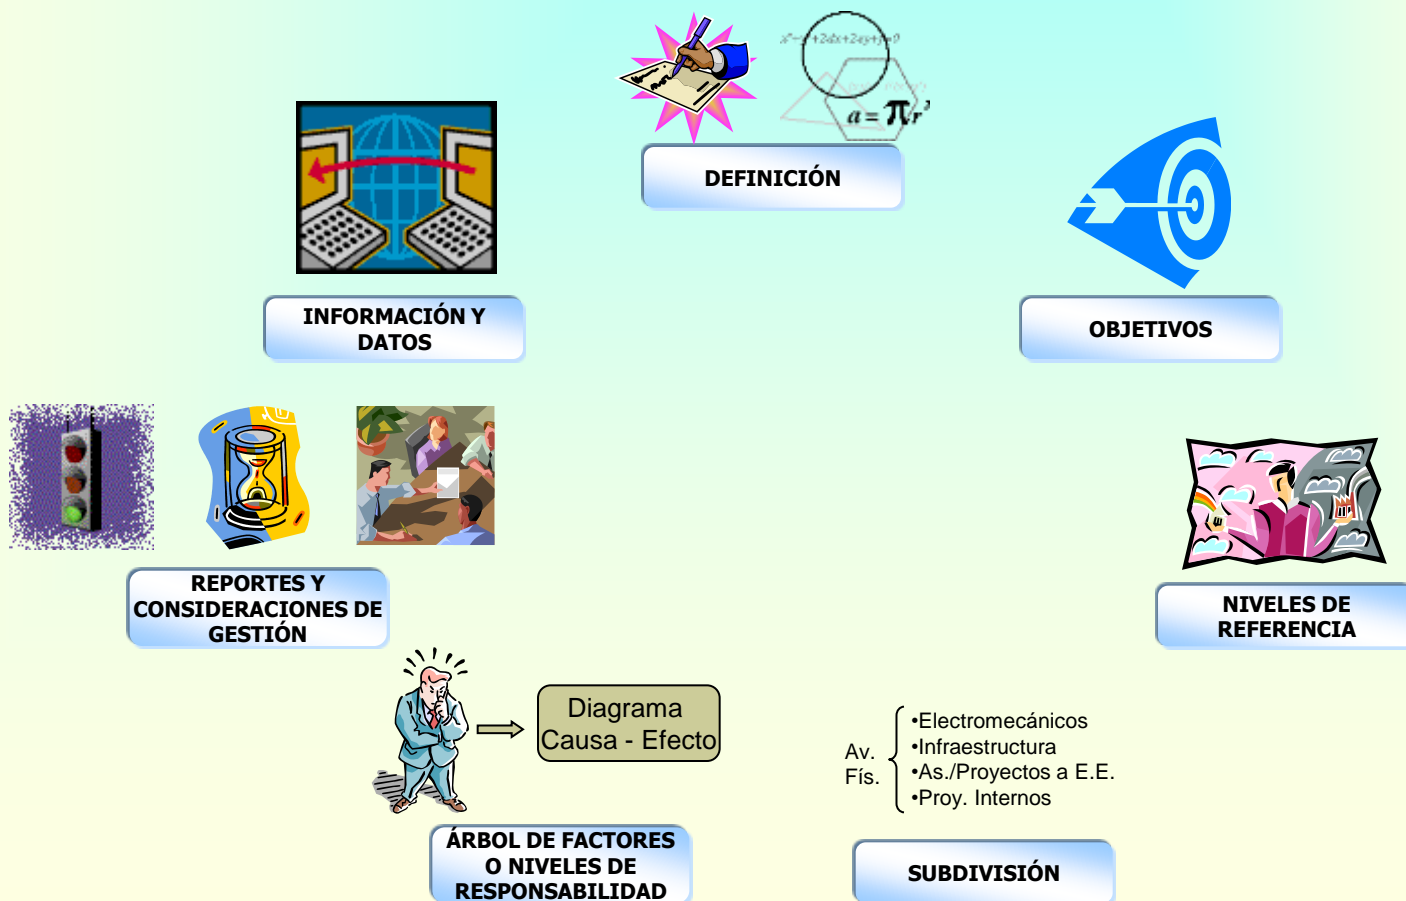 a = πr²
DEFINICIÓN
INFORMACIÓN Y
DATOS
OBJETIVOS
REPORTES Y
CONSIDERACIONES DE
GESTIÓN
NIVELES DE
REFERENCIA
Diagrama
Causa - Efecto
Av.
Fís.
•Electromecánicos
•Infraestructura
•As./Proyectos a E.E.
•Proy. Internos
ÁRBOL DE FACTORES
O NIVELES DE
RESPONSABILIDAD
SUBDIVISIÓN